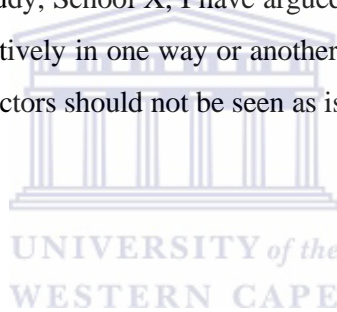 udy, School X, I have argued
tively in one way or another
ctors should not be seen as is
UNIVERSITY of the
WESTERN CAPE